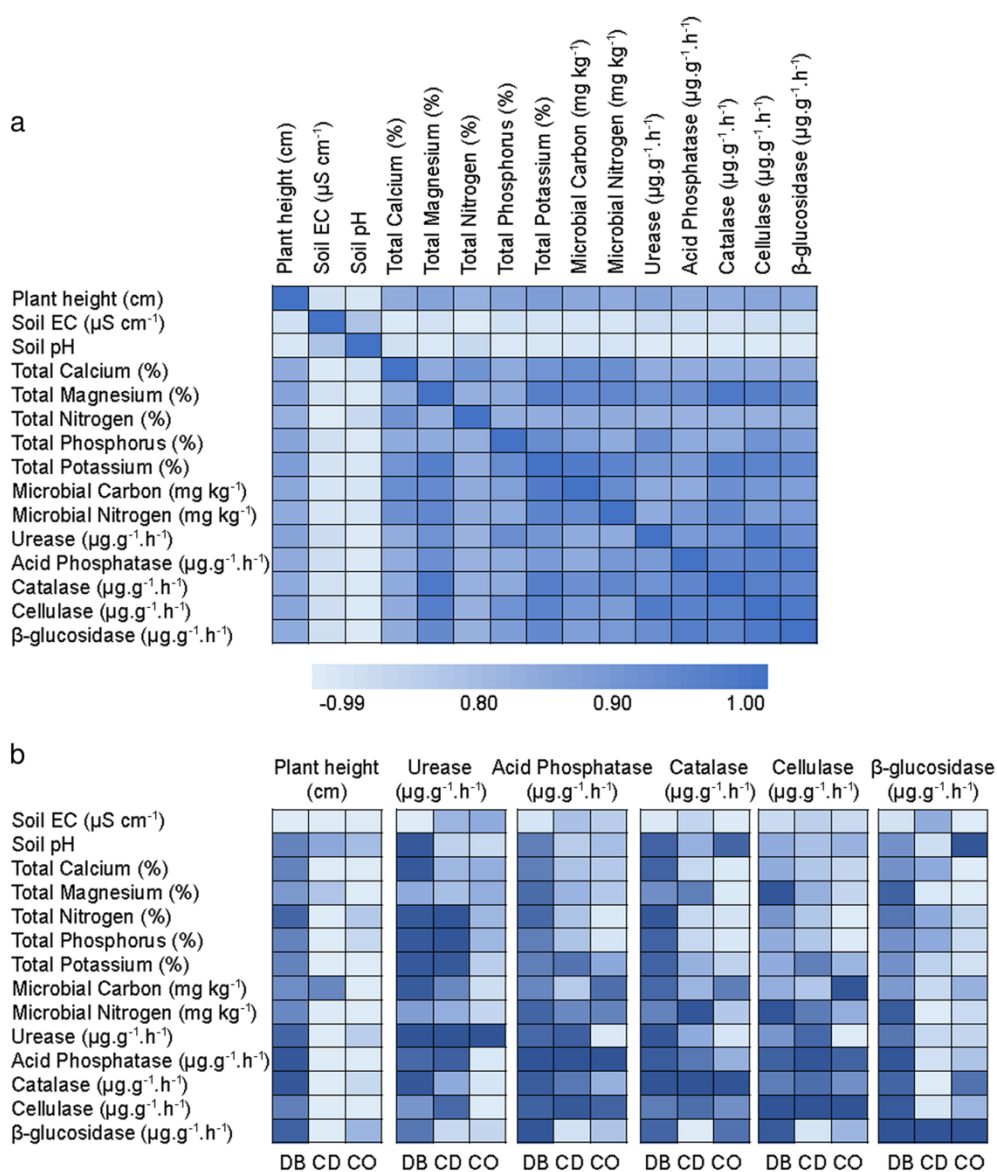 a
Plant height (cm)
Soil EC (µS cm⁻¹)
Soil pH
Total Calcium (%)
Total Magnesium (%)
Total Nitrogen (%)
Total Phosphorus (%)
Total Potassium (%)
Microbial Carbon (mg kg⁻¹)
Microbial Nitrogen (mg kg⁻¹)
Urease (µg.g⁻¹.h⁻¹)
Acid Phosphatase (µg.g⁻¹.h⁻¹)
Catalase (µg.g⁻¹.h⁻¹)
Cellulase (µg.g⁻¹.h⁻¹)
β-glucosidase (µg.g⁻¹.h⁻¹)
Plant height (cm)
Soil EC (µS cm⁻¹)
Soil pH
Total Calcium (%)
Total Magnesium (%)
Total Nitrogen (%)
Total Phosphorus (%)
Total Potassium (%)
Microbial Carbon (mg kg⁻¹)
Microbial Nitrogen (mg kg⁻¹)
Urease (µg.g⁻¹.h⁻¹)
Acid Phosphatase (µg.g⁻¹.h⁻¹)
Catalase (µg.g⁻¹.h⁻¹)
Cellulase (µg.g⁻¹.h⁻¹)
β-glucosidase (µg.g⁻¹.h⁻¹)
-0.99 0.80 0.90 1.00
b
Plant height Urease Acid Phosphatase Catalase Cellulase β-glucosidase
(cm) (µg.g⁻¹.h⁻¹) (µg.g⁻¹.h⁻¹) (µg.g⁻¹.h⁻¹) (µg.g⁻¹.h⁻¹) (µg.g⁻¹.h⁻¹)
Soil EC (µS cm⁻¹)
Soil pH
Total Calcium (%)
Total Magnesium (%)
Total Nitrogen (%)
Total Phosphorus (%)
Total Potassium (%)
Microbial Carbon (mg kg⁻¹)
Microbial Nitrogen (mg kg⁻¹)
Urease (µg.g⁻¹.h⁻¹)
Acid Phosphatase (µg.g⁻¹.h⁻¹)
Catalase (µg.g⁻¹.h⁻¹)
Cellulase (µg.g⁻¹.h⁻¹)
β-glucosidase (µg.g⁻¹.h⁻¹)
DB CD CO DB CD CO DB CD CO DB CD CO DB CD CO DB CD CO